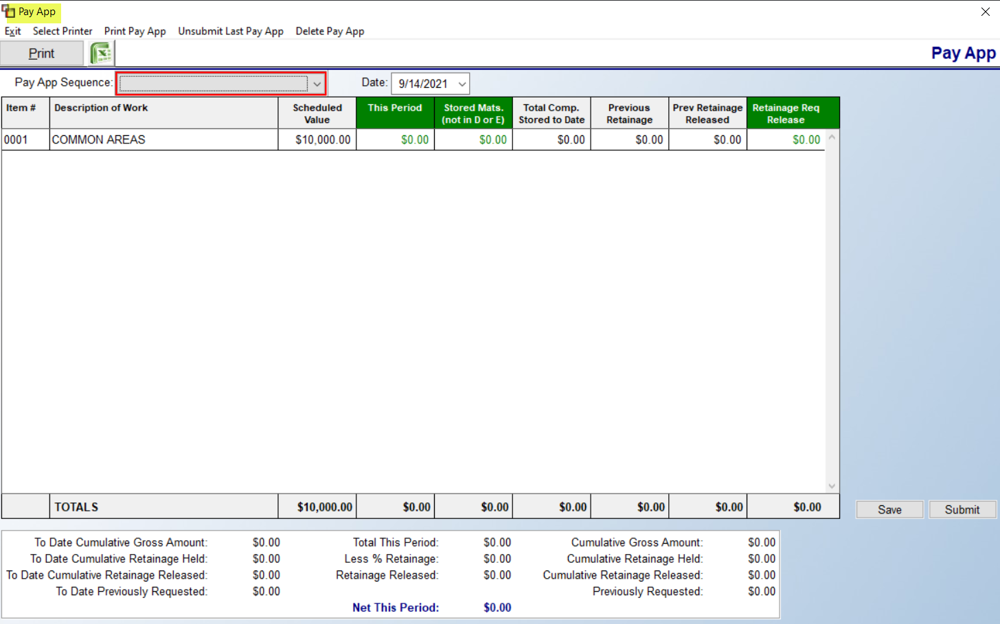 Pay App
Exit Select Printer Print Pay App Unsubmit Last Pay App Delete Pay App
Print Pay App
Pay App Sequence: Date: 9/14/2021
Item # Description of Work Scheduled Value This Period Stored Mats. (not in D or E) Total Comp. Stored to Date Previous Retainage Prev Retainage Released Retainage Req Release
0001 COMMON AREAS $10,000.00 $0.00 $0.00 $0.00 $0.00 $0.00 $0.00
TOTALS $10,000.00 $0.00 $0.00 $0.00 $0.00 $0.00 $0.00
Save Submit
To Date Cumulative Gross Amount: $0.00 Total This Period: $0.00 Cumulative Gross Amount: $0.00
To Date Cumulative Retainage Held: $0.00 Less % Retainage: $0.00 Cumulative Retainage Held: $0.00
To Date Cumulative Retainage Released: $0.00 Retainage Released: $0.00 Cumulative Retainage Released: $0.00
To Date Previously Requested: $0.00 Previously Requested: $0.00
Net This Period: $0.00